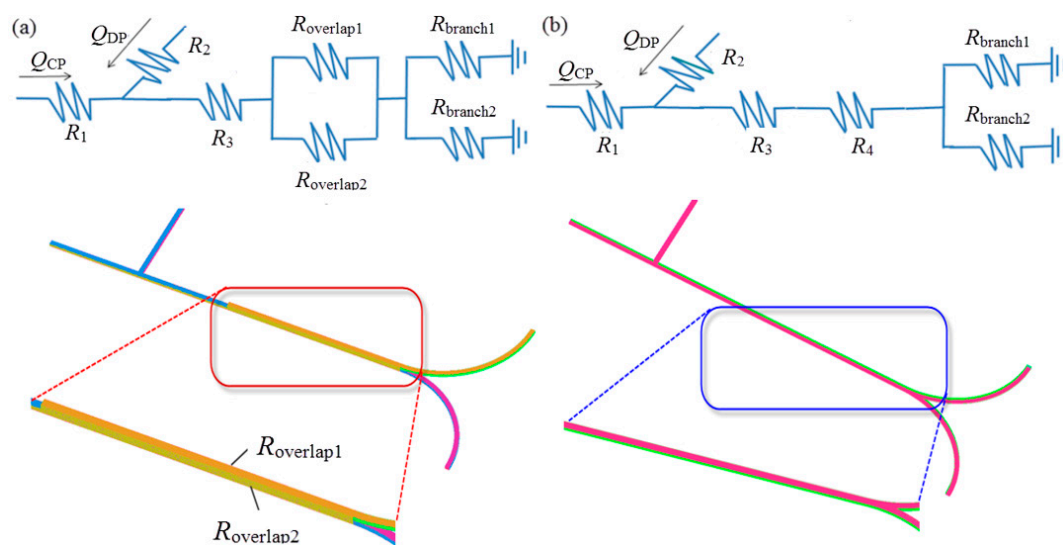 (a)
Q_CP
Q_DP
R_1
R_2
R_3
R_overlap1
R_overlap2
R_branch1
R_branch2
(b)
Q_CP
Q_DP
R_1
R_2
R_3
R_4
R_branch1
R_branch2
R_overlap1
R_overlap2